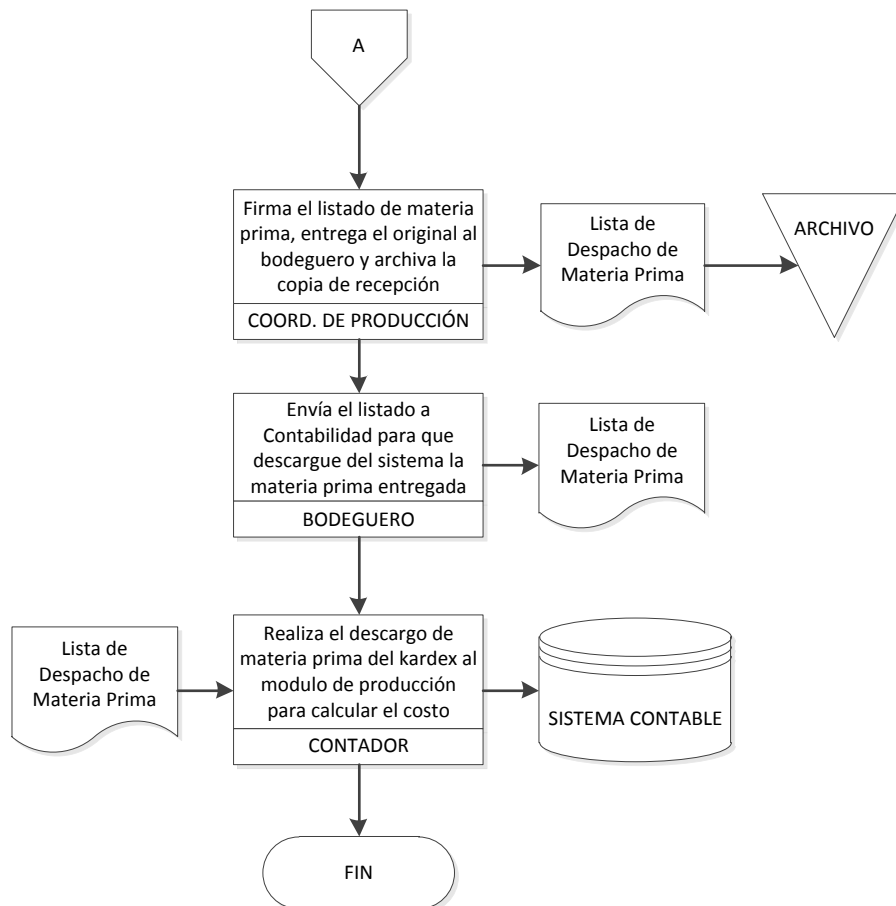 A
Firma el listado de materia
prima, entrega el original al
bodeguero y archiva la
copia de recepción
COORD. DE PRODUCCIÓN
Lista de
Despacho de
Materia Prima
ARCHIVO
Envía el listado a
Contabilidad para que
descargue del sistema la
materia prima entregada
BODEGUERO
Lista de
Despacho de
Materia Prima
Lista de
Despacho de
Materia Prima
Realiza el descargo de
materia prima del kardex al
modulo de producción
para calcular el costo
CONTADOR
SISTEMA CONTABLE
FIN